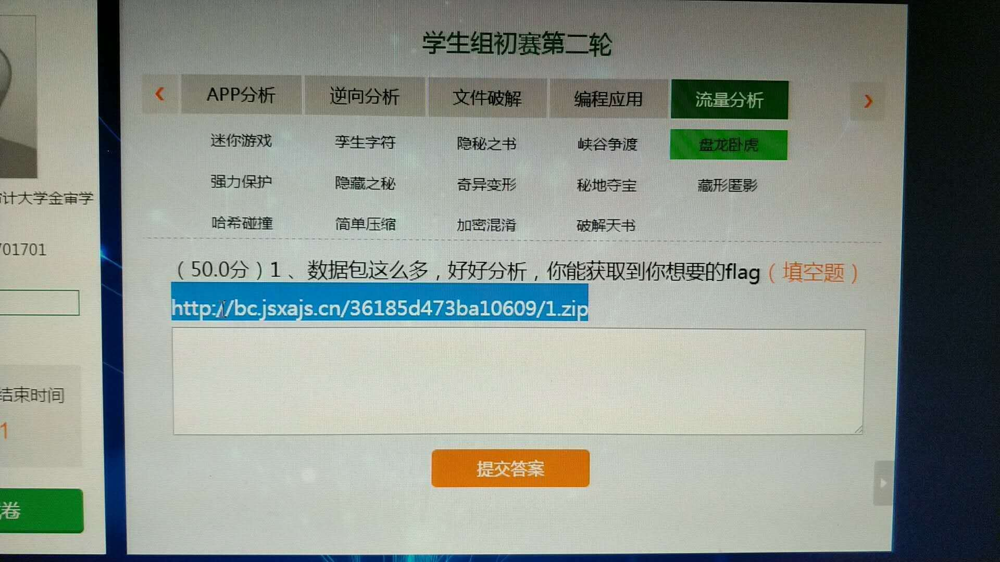 学生组初赛第二轮
APP分析 逆向分析 文件破解 编程应用 流量分析
迷你游戏 孪生字符 隐秘之书 峡谷争渡 盘龙卧虎
强力保护 隐藏之秘 奇异变形 秘地夺宝 藏形匿影
哈希碰撞 简单压缩 加密混淆 破解天书
（50.0分）1、数据包这么多，好好分析，你能获取到你想要的flag（填空题）
http://bc.jsxajs.cn/36185d473ba10609/1.zip
提交答案
计大学金审学
701701
结束时间
1
卷